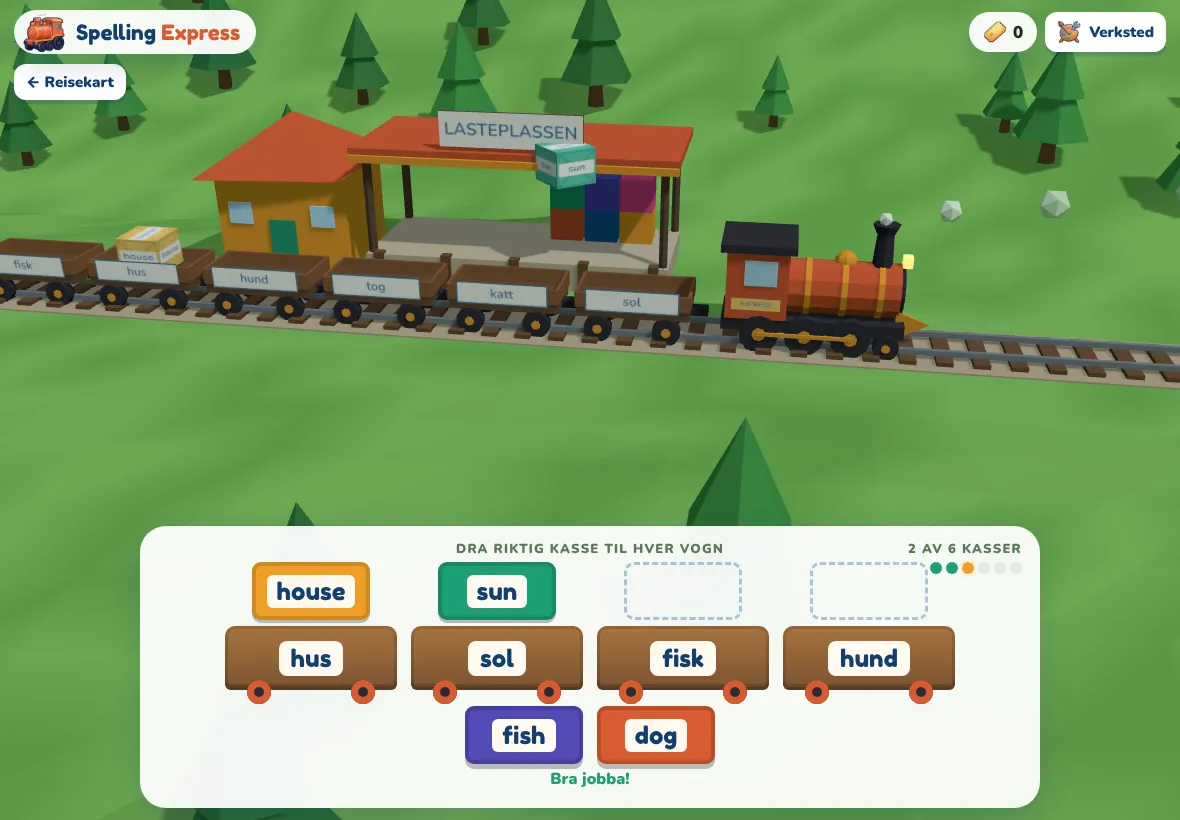 Spelling Express
0
Verksted
← Reisekart
LASTEPLASSEN
sun
house
fisk
hus
hund
tog
katt
sol
EXPRESS
DRA RIKTIG KASSE TIL HVER VOGN
2 AV 6 KASSER
house
sun
hus
sol
fisk
hund
fish
dog
Bra jobba!